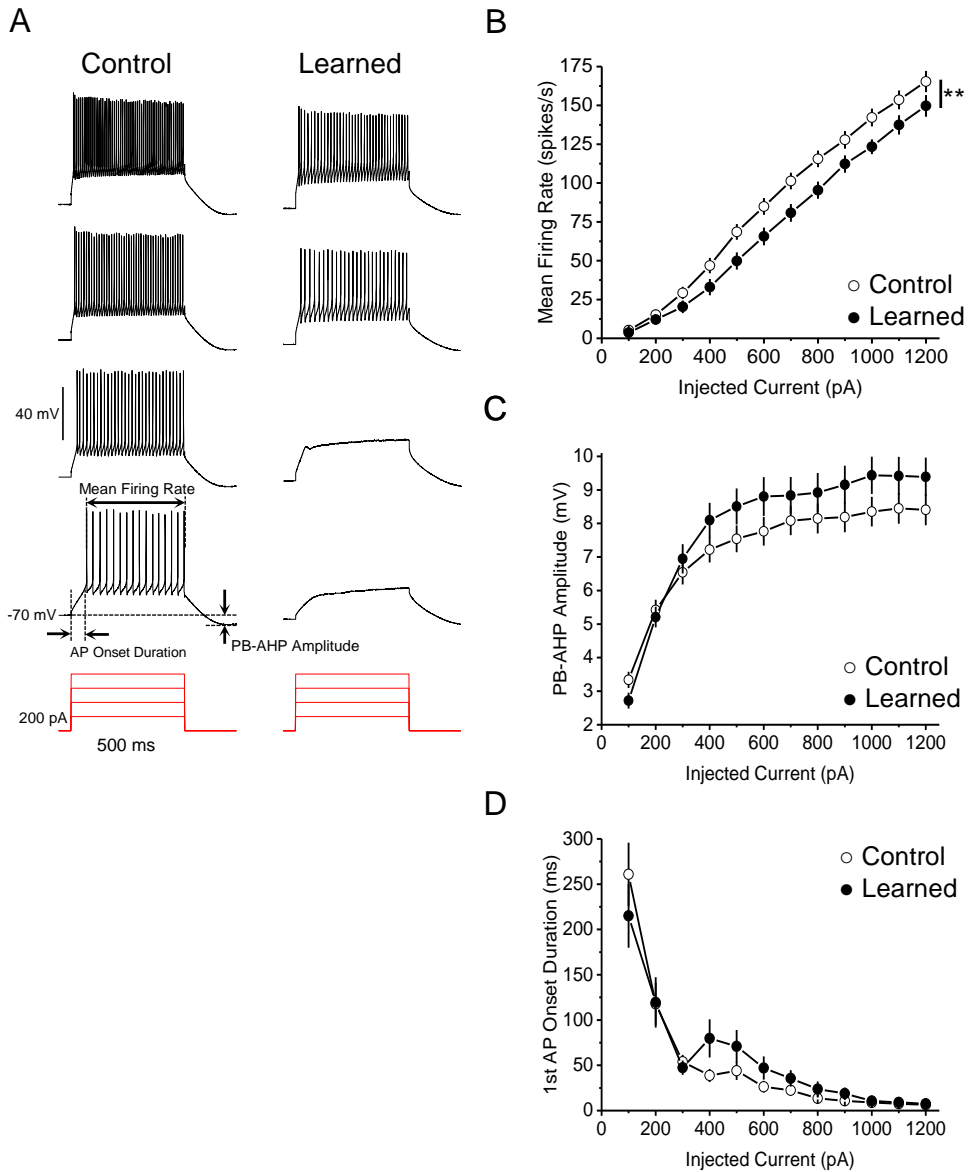 A
Control
Learned
40 mV
Mean Firing Rate
-70 mV
AP Onset Duration
PB-AHP Amplitude
200 pA
500 ms
B
Mean Firing Rate (spikes/s)
175
150
125
100
75
50
25
0
**
Control
Learned
0 200 400 600 800 1000 1200
Injected Current (pA)
C
PB-AHP Amplitude (mV)
10
9
8
7
6
5
4
3
2
Control
Learned
0 200 400 600 800 1000 1200
Injected Current (pA)
D
1st AP Onset Duration (ms)
300
250
200
150
100
50
0
Control
Learned
0 200 400 600 800 1000 1200
Injected Current (pA)